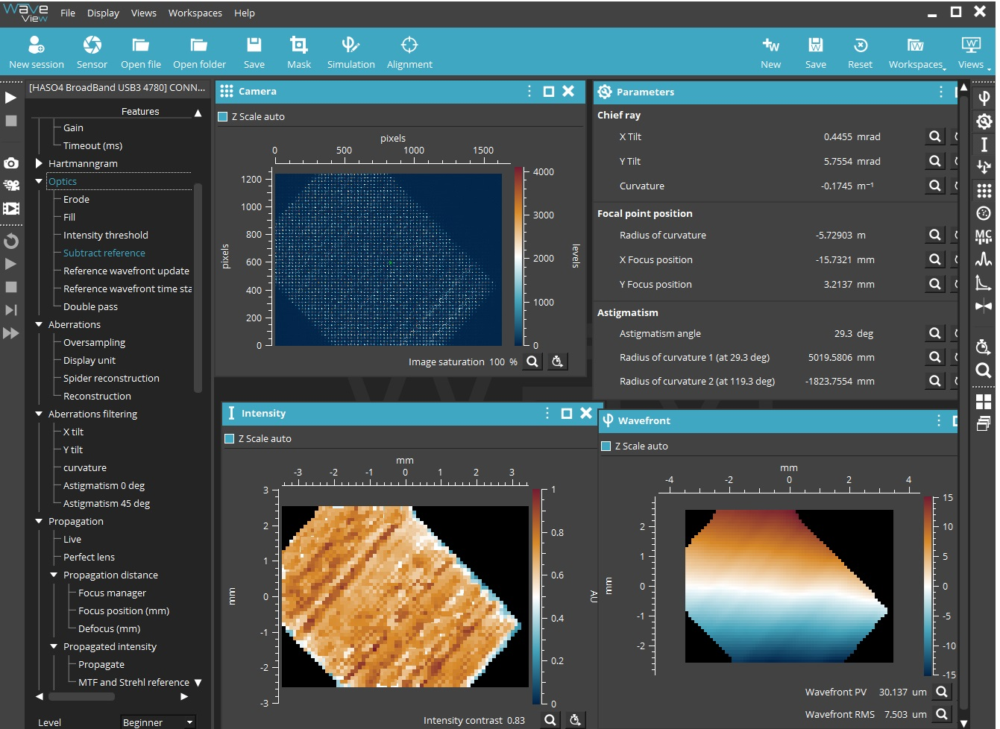 WaVe
View
File Display Views Workspaces Help
New session Sensor Open file Open folder Save Mask Simulation Alignment New Save Reset Workspaces Views
[HASO4 BroadBand USB3 4780] CONN...
Features
Gain
Timeout (ms)
Hartmanngram
Optics
Erode
Fill
Intensity threshold
Subtract reference
Reference wavefront update
Reference wavefront time sta
Double pass
Aberrations
Oversampling
Display unit
Spider reconstruction
Reconstruction
Aberrations filtering
X tilt
Y tilt
curvature
Astigmatism 0 deg
Astigmatism 45 deg
Propagation
Live
Perfect lens
Propagation distance
Focus manager
Focus position (mm)
Defocus (mm)
Propagated intensity
Propagate
MTF and Strehl reference
Level Beginner
Camera
Z Scale auto
pixels
0 500 1000 1500
1200
1000
800
600
400
200
0
pixels
4000
3000
2000
1000
0
levels
Image saturation 100 %
Parameters
Chief ray
X Tilt 0.4455 mrad
Y Tilt 5.7554 mrad
Curvature -0.1745 m⁻¹
Focal point position
Radius of curvature -5.72903 m
X Focus position -15.7321 mm
Y Focus position 3.2137 mm
Astigmatism
Astigmatism angle 29.3 deg
Radius of curvature 1 (at 29.3 deg) 5019.5806 mm
Radius of curvature 2 (at 119.3 deg) -1823.7554 mm
Intensity
Z Scale auto
mm
-3 -2 -1 0 1 2 3
3
2
1
0
-1
-2
-3
mm
1
0.8
0.6
0.4
0.2
0
AU
Intensity contrast 0.83
Wavefront
Z Scale auto
mm
-4 -2 0 2 4
2
1
0
-1
-2
mm
15
10
5
0
-5
-10
-15
Wavefront PV 30.137 um
Wavefront RMS 7.503 um
MC